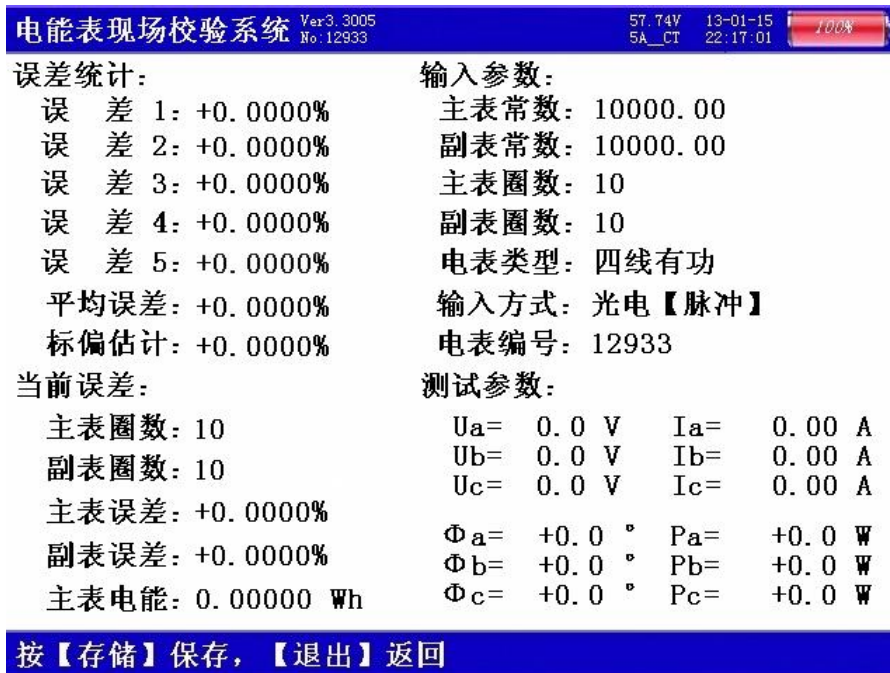 电能表现场校验系统 Ver3.3005 No:12933 57.74V 5A__CT 13-01-15 22:17:01 100%
误差统计:
误 差 1: +0.0000%
误 差 2: +0.0000%
误 差 3: +0.0000%
误 差 4: +0.0000%
误 差 5: +0.0000%
平均误差: +0.0000%
标偏估计: +0.0000%
当前误差:
主表圈数: 10
副表圈数: 10
主表误差: +0.0000%
副表误差: +0.0000%
主表电能: 0.00000 Wh
输入参数:
主表常数: 10000.00
副表常数: 10000.00
主表圈数: 10
副表圈数: 10
电表类型: 四线有功
输入方式: 光电【脉冲】
电表编号: 12933
测试参数:
Ua= 0.0 V Ia= 0.00 A
Ub= 0.0 V Ib= 0.00 A
Uc= 0.0 V Ic= 0.00 A
Φa= +0.0 ° Pa= +0.0 W
Φb= +0.0 ° Pb= +0.0 W
Φc= +0.0 ° Pc= +0.0 W
按【存储】保存，【退出】返回